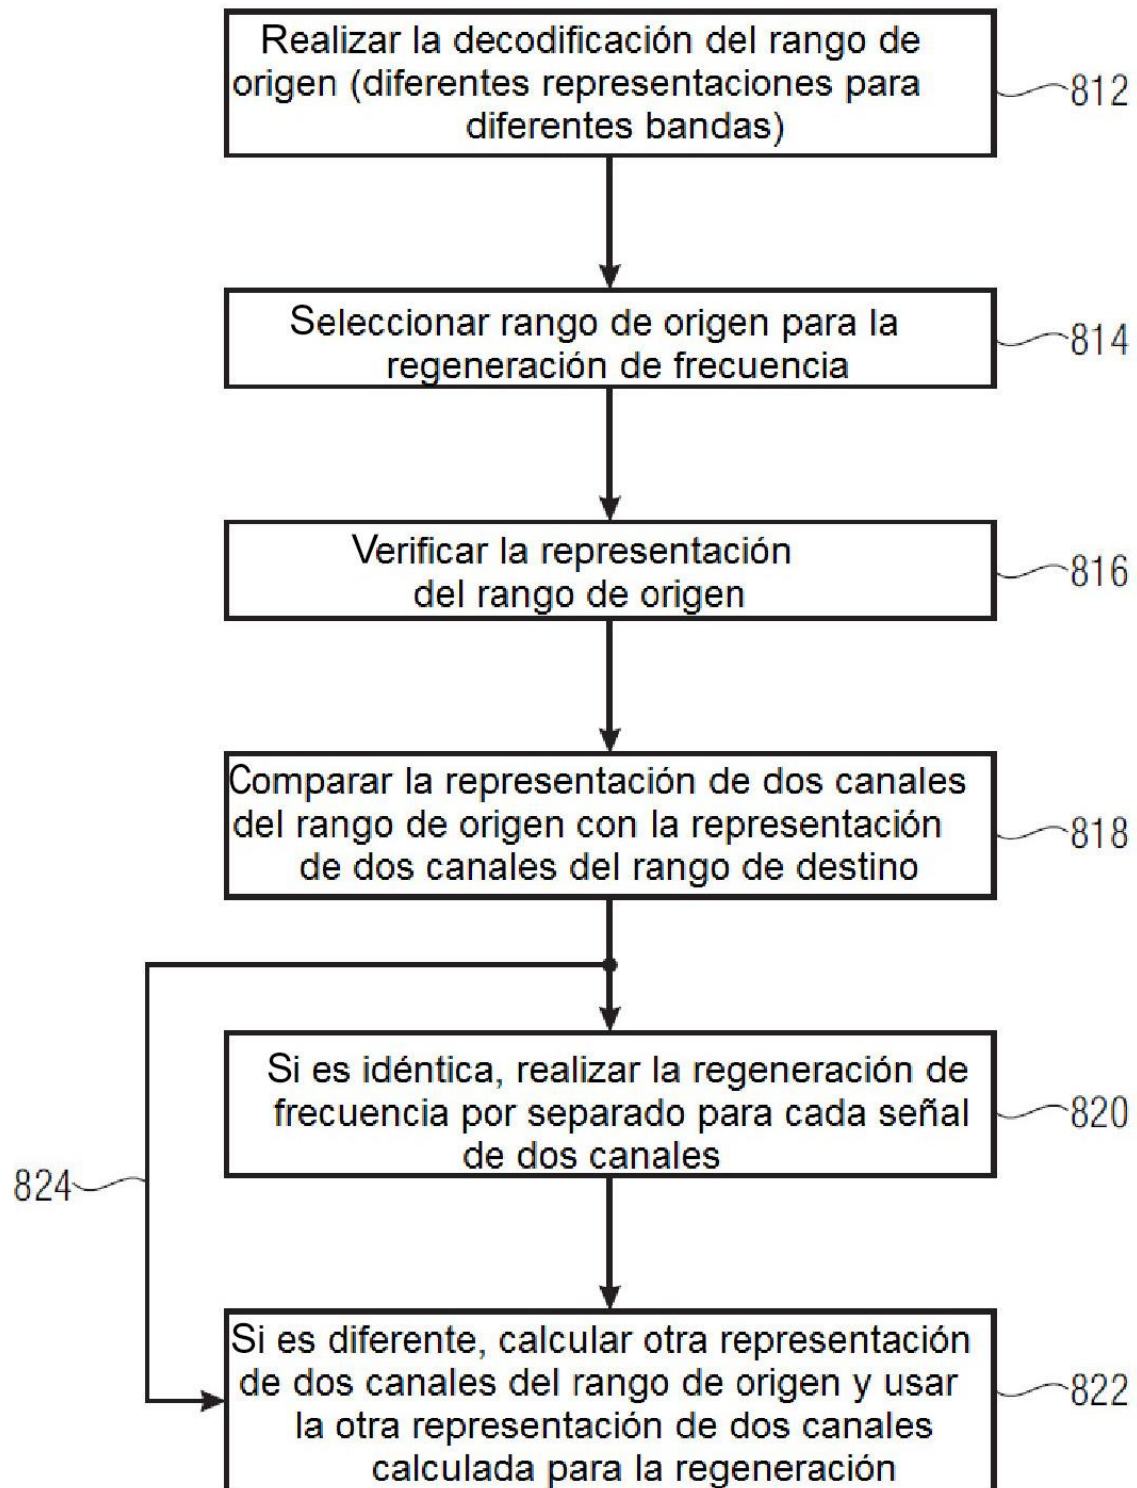 Realizar la decodificación del rango de
origen (diferentes representaciones para
diferentes bandas)
812
Seleccionar rango de origen para la
regeneración de frecuencia
814
Verificar la representación
del rango de origen
816
Comparar la representación de dos canales
del rango de origen con la representación
de dos canales del rango de destino
818
Si es idéntica, realizar la regeneración de
frecuencia por separado para cada señal
de dos canales
820
824
Si es diferente, calcular otra representación
de dos canales del rango de origen y usar
la otra representación de dos canales
calculada para la regeneración
822